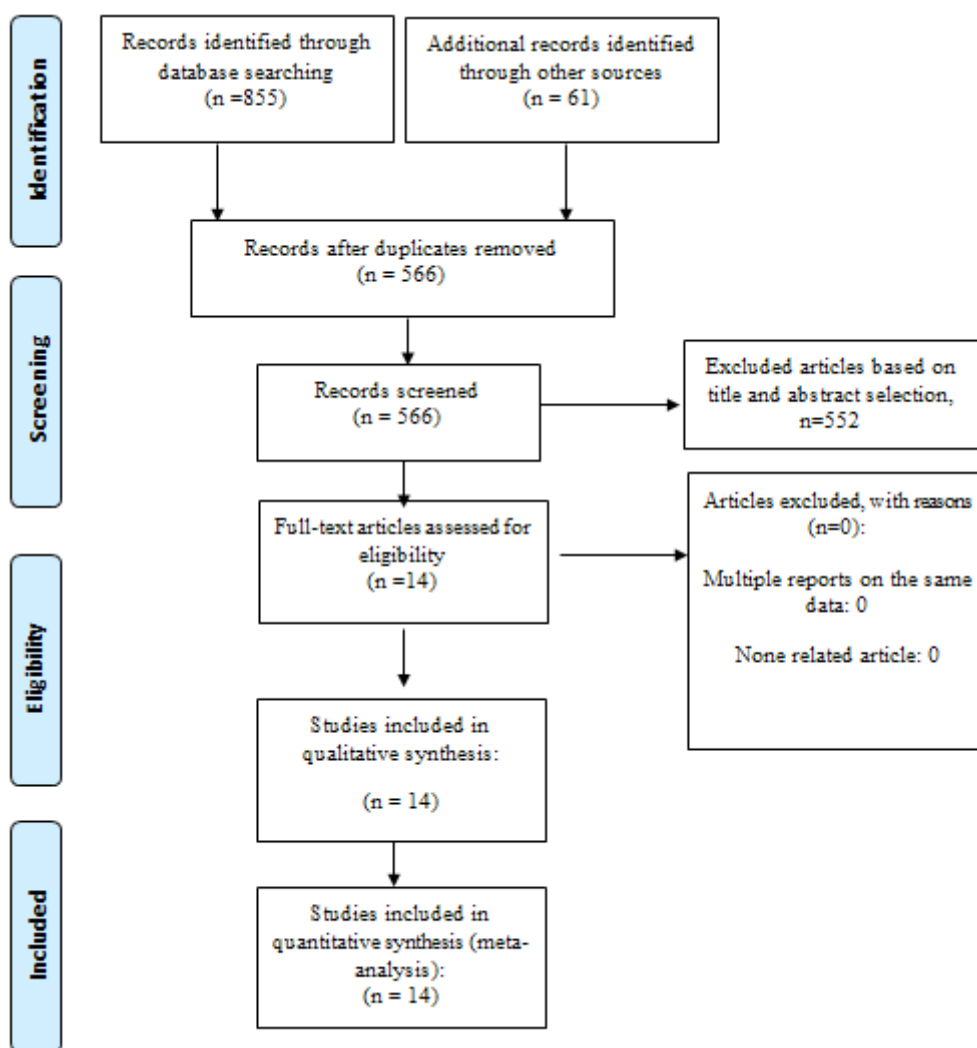 Identification
Records identified through
database searching
(n =855)
Additional records identified
through other sources
(n = 61)
Records after duplicates removed
(n = 566)
Screening
Records screened
(n = 566)
Excluded articles based on
title and abstract selection,
n=552
Full-text articles assessed for
eligibility
(n =14)
Articles excluded, with reasons
(n=0):
Multiple reports on the same
data: 0
None related article: 0
Eligibility
Studies included in
qualitative synthesis:
(n = 14)
Included
Studies included in
quantitative synthesis (meta-
analysis):
(n = 14)